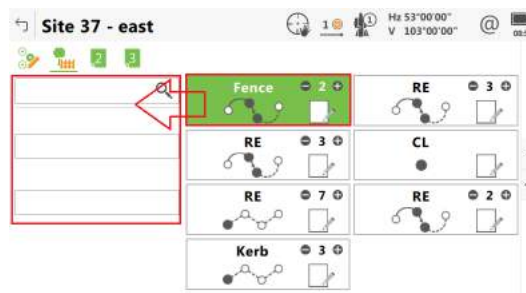 Site 37 - east
1
1
Hz 53°00'00"
V 103°00'00"
@
2
3
Fence 2
RE 3
RE 3
CL
RE 7
RE 2
Kerb 3